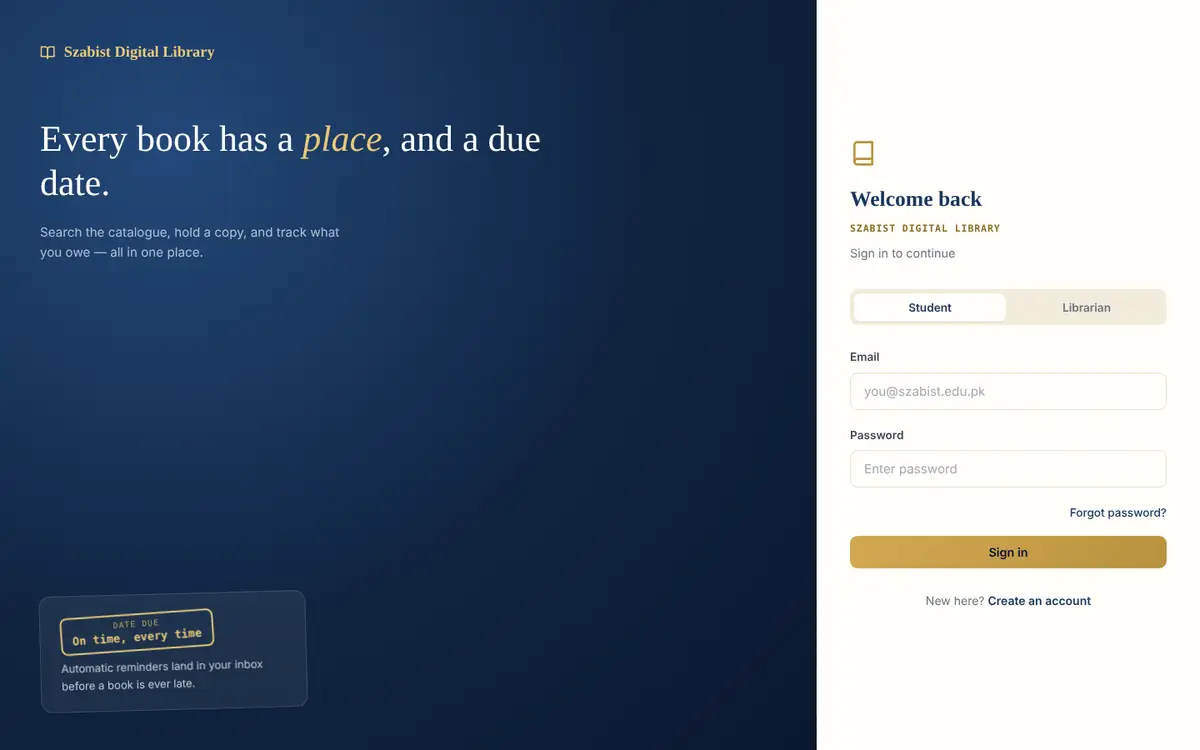 Szabist Digital Library
Every book has a place, and a due
date.
Search the catalogue, hold a copy, and track what
you owe — all in one place.
DATE DUE
On time, every time
Automatic reminders land in your inbox
before a book is ever late.
Welcome back
SZABIST DIGITAL LIBRARY
Sign in to continue
Student
Librarian
Email
you@szabist.edu.pk
Password
Enter password
Forgot password?
Sign in
New here? Create an account